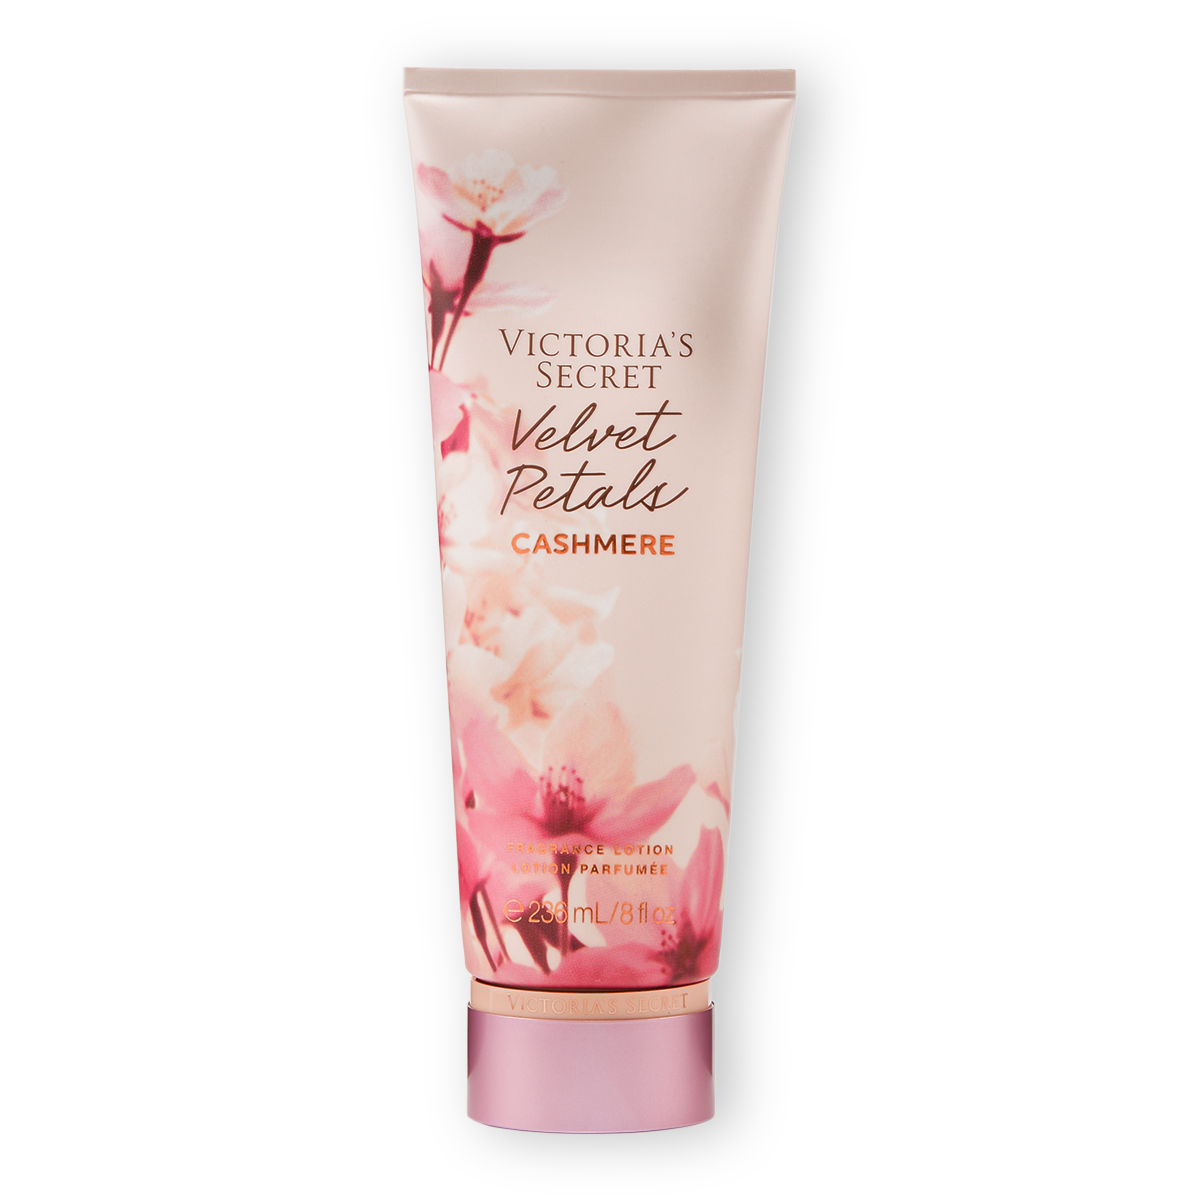 VICTORIA'S
SECRET
Velvet
Petals
CASHMERE
FRAGRANCE LOTION
LOTION PARFUMÉE
℮ 236 mL/8 fl oz
VICTORIA'S SECRET